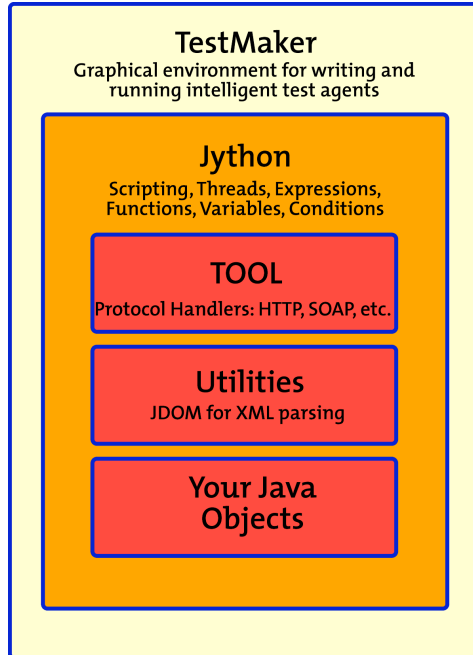 TestMaker
Graphical environment for writing and
running intelligent test agents
Jython
Scripting, Threads, Expressions,
Functions, Variables, Conditions
TOOL
Protocol Handlers: HTTP, SOAP, etc.
Utilities
JDOM for XML parsing
Your Java
Objects